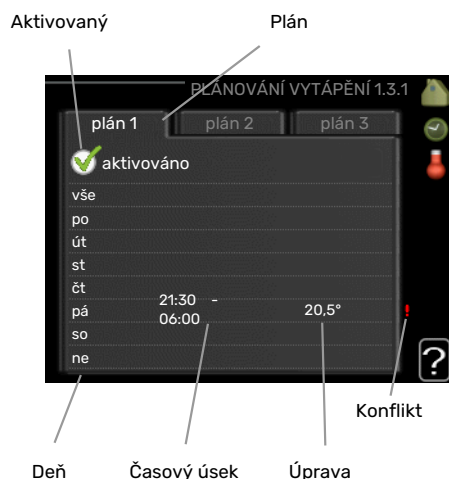 Aktivovaný Plán
PLÁNOVÁNÍ VYTÁPĚNÍ 1.3.1
plán 1 plán 2 plán 3
aktivováno
vše
po
út
st
čt
pá 21:30 - 06:00 20,5° !
so
ne
?
Konflikt
Deň Časový úsek Úprava